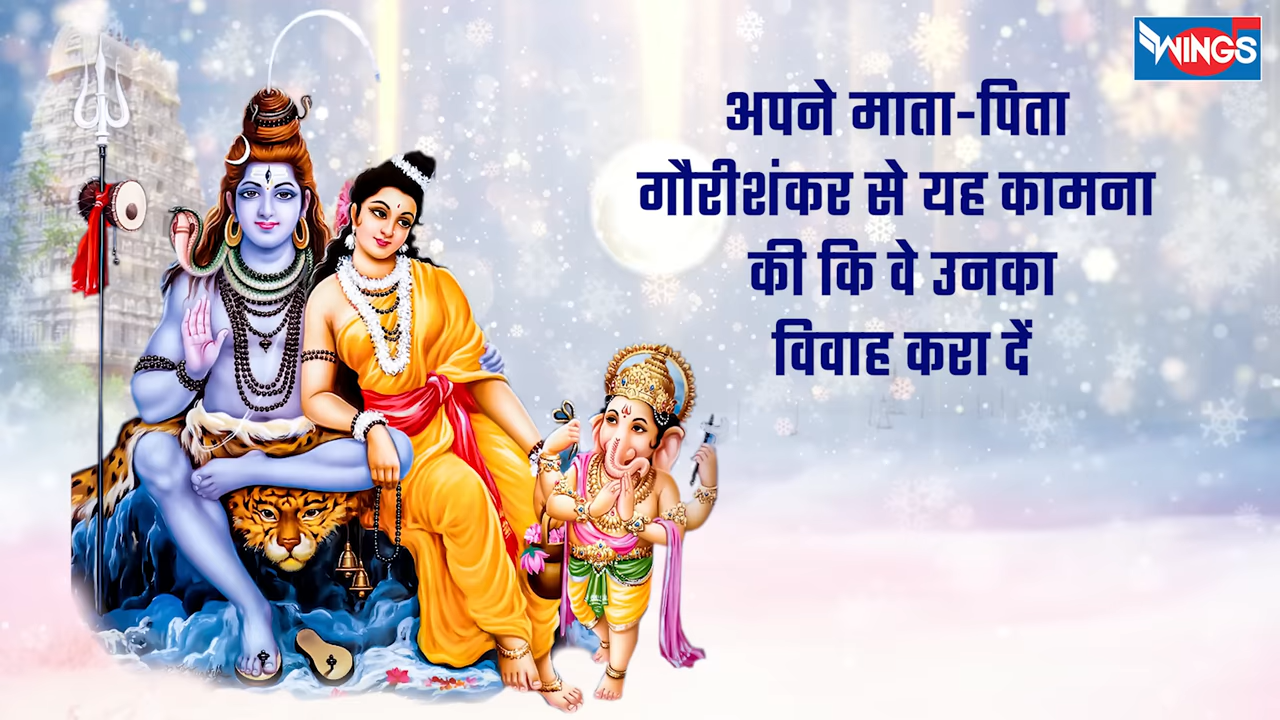 WINGS
अपने माता-पिता
गौरीशंकर से यह कामना
की कि वे उनका
विवाह करा दें